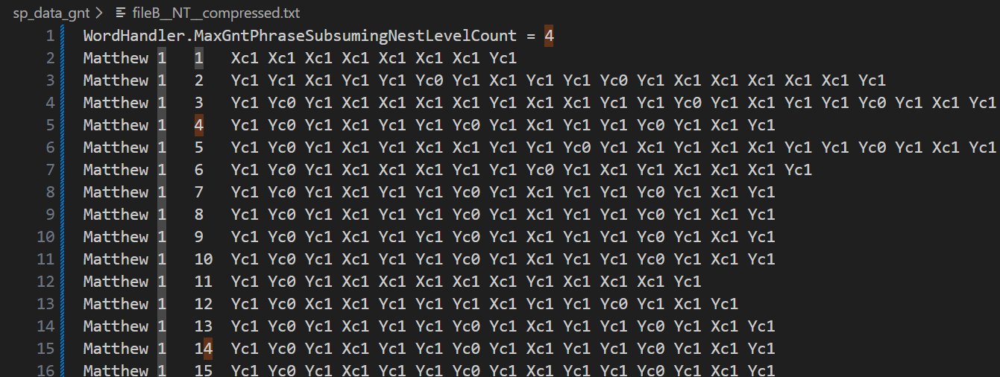 sp_data_gnt > fileB__NT__compressed.txt
1 WordHandler.MaxGntPhraseSubsumingNestLevelCount = 4
2 Matthew 1 1 Xc1 Xc1 Xc1 Xc1 Xc1 Xc1 Xc1 Yc1
3 Matthew 1 2 Yc1 Yc1 Xc1 Yc1 Yc1 Yc0 Yc1 Xc1 Yc1 Yc1 Yc0 Yc1 Xc1 Xc1 Xc1 Xc1 Xc1 Yc1
4 Matthew 1 3 Yc1 Yc0 Yc1 Xc1 Xc1 Xc1 Xc1 Yc1 Xc1 Xc1 Yc1 Yc1 Yc0 Yc1 Xc1 Yc1 Yc1 Yc0 Yc1 Xc1 Yc1
5 Matthew 1 4 Yc1 Yc0 Yc1 Xc1 Yc1 Yc1 Yc0 Yc1 Xc1 Yc1 Yc1 Yc0 Yc1 Xc1 Yc1
6 Matthew 1 5 Yc1 Yc0 Yc1 Xc1 Yc1 Xc1 Xc1 Yc1 Yc1 Yc0 Yc1 Xc1 Yc1 Xc1 Xc1 Yc1 Yc1 Yc0 Yc1 Xc1 Yc1
7 Matthew 1 6 Yc1 Yc0 Yc1 Xc1 Xc1 Yc1 Yc1 Yc0 Yc1 Xc1 Yc1 Xc1 Xc1 Xc1 Yc1
8 Matthew 1 7 Yc1 Yc0 Yc1 Xc1 Yc1 Yc1 Yc0 Yc1 Xc1 Yc1 Yc1 Yc0 Yc1 Xc1 Yc1
9 Matthew 1 8 Yc1 Yc0 Yc1 Xc1 Yc1 Yc1 Yc0 Yc1 Xc1 Yc1 Yc1 Yc0 Yc1 Xc1 Yc1
10 Matthew 1 9 Yc1 Yc0 Yc1 Xc1 Yc1 Yc1 Yc0 Yc1 Xc1 Yc1 Yc1 Yc0 Yc1 Xc1 Yc1
11 Matthew 1 10 Yc1 Yc0 Yc1 Xc1 Yc1 Yc1 Yc0 Yc1 Xc1 Yc1 Yc1 Yc0 Yc1 Xc1 Yc1
12 Matthew 1 11 Yc1 Yc0 Yc1 Xc1 Xc1 Xc1 Xc1 Xc1 Yc1 Xc1 Xc1 Xc1 Yc1
13 Matthew 1 12 Yc1 Yc0 Xc1 Xc1 Yc1 Yc1 Yc1 Xc1 Yc1 Yc1 Yc0 Yc1 Xc1 Yc1
14 Matthew 1 13 Yc1 Yc0 Yc1 Xc1 Yc1 Yc1 Yc0 Yc1 Xc1 Yc1 Yc1 Yc0 Yc1 Xc1 Yc1
15 Matthew 1 14 Yc1 Yc0 Yc1 Xc1 Yc1 Yc1 Yc0 Yc1 Xc1 Yc1 Yc1 Yc0 Yc1 Xc1 Yc1
16 Matthew 1 15 Yc1 Yc0 Yc1 Xc1 Yc1 Yc1 Yc0 Yc1 Xc1 Yc1 Yc1 Yc0 Yc1 Xc1 Yc1